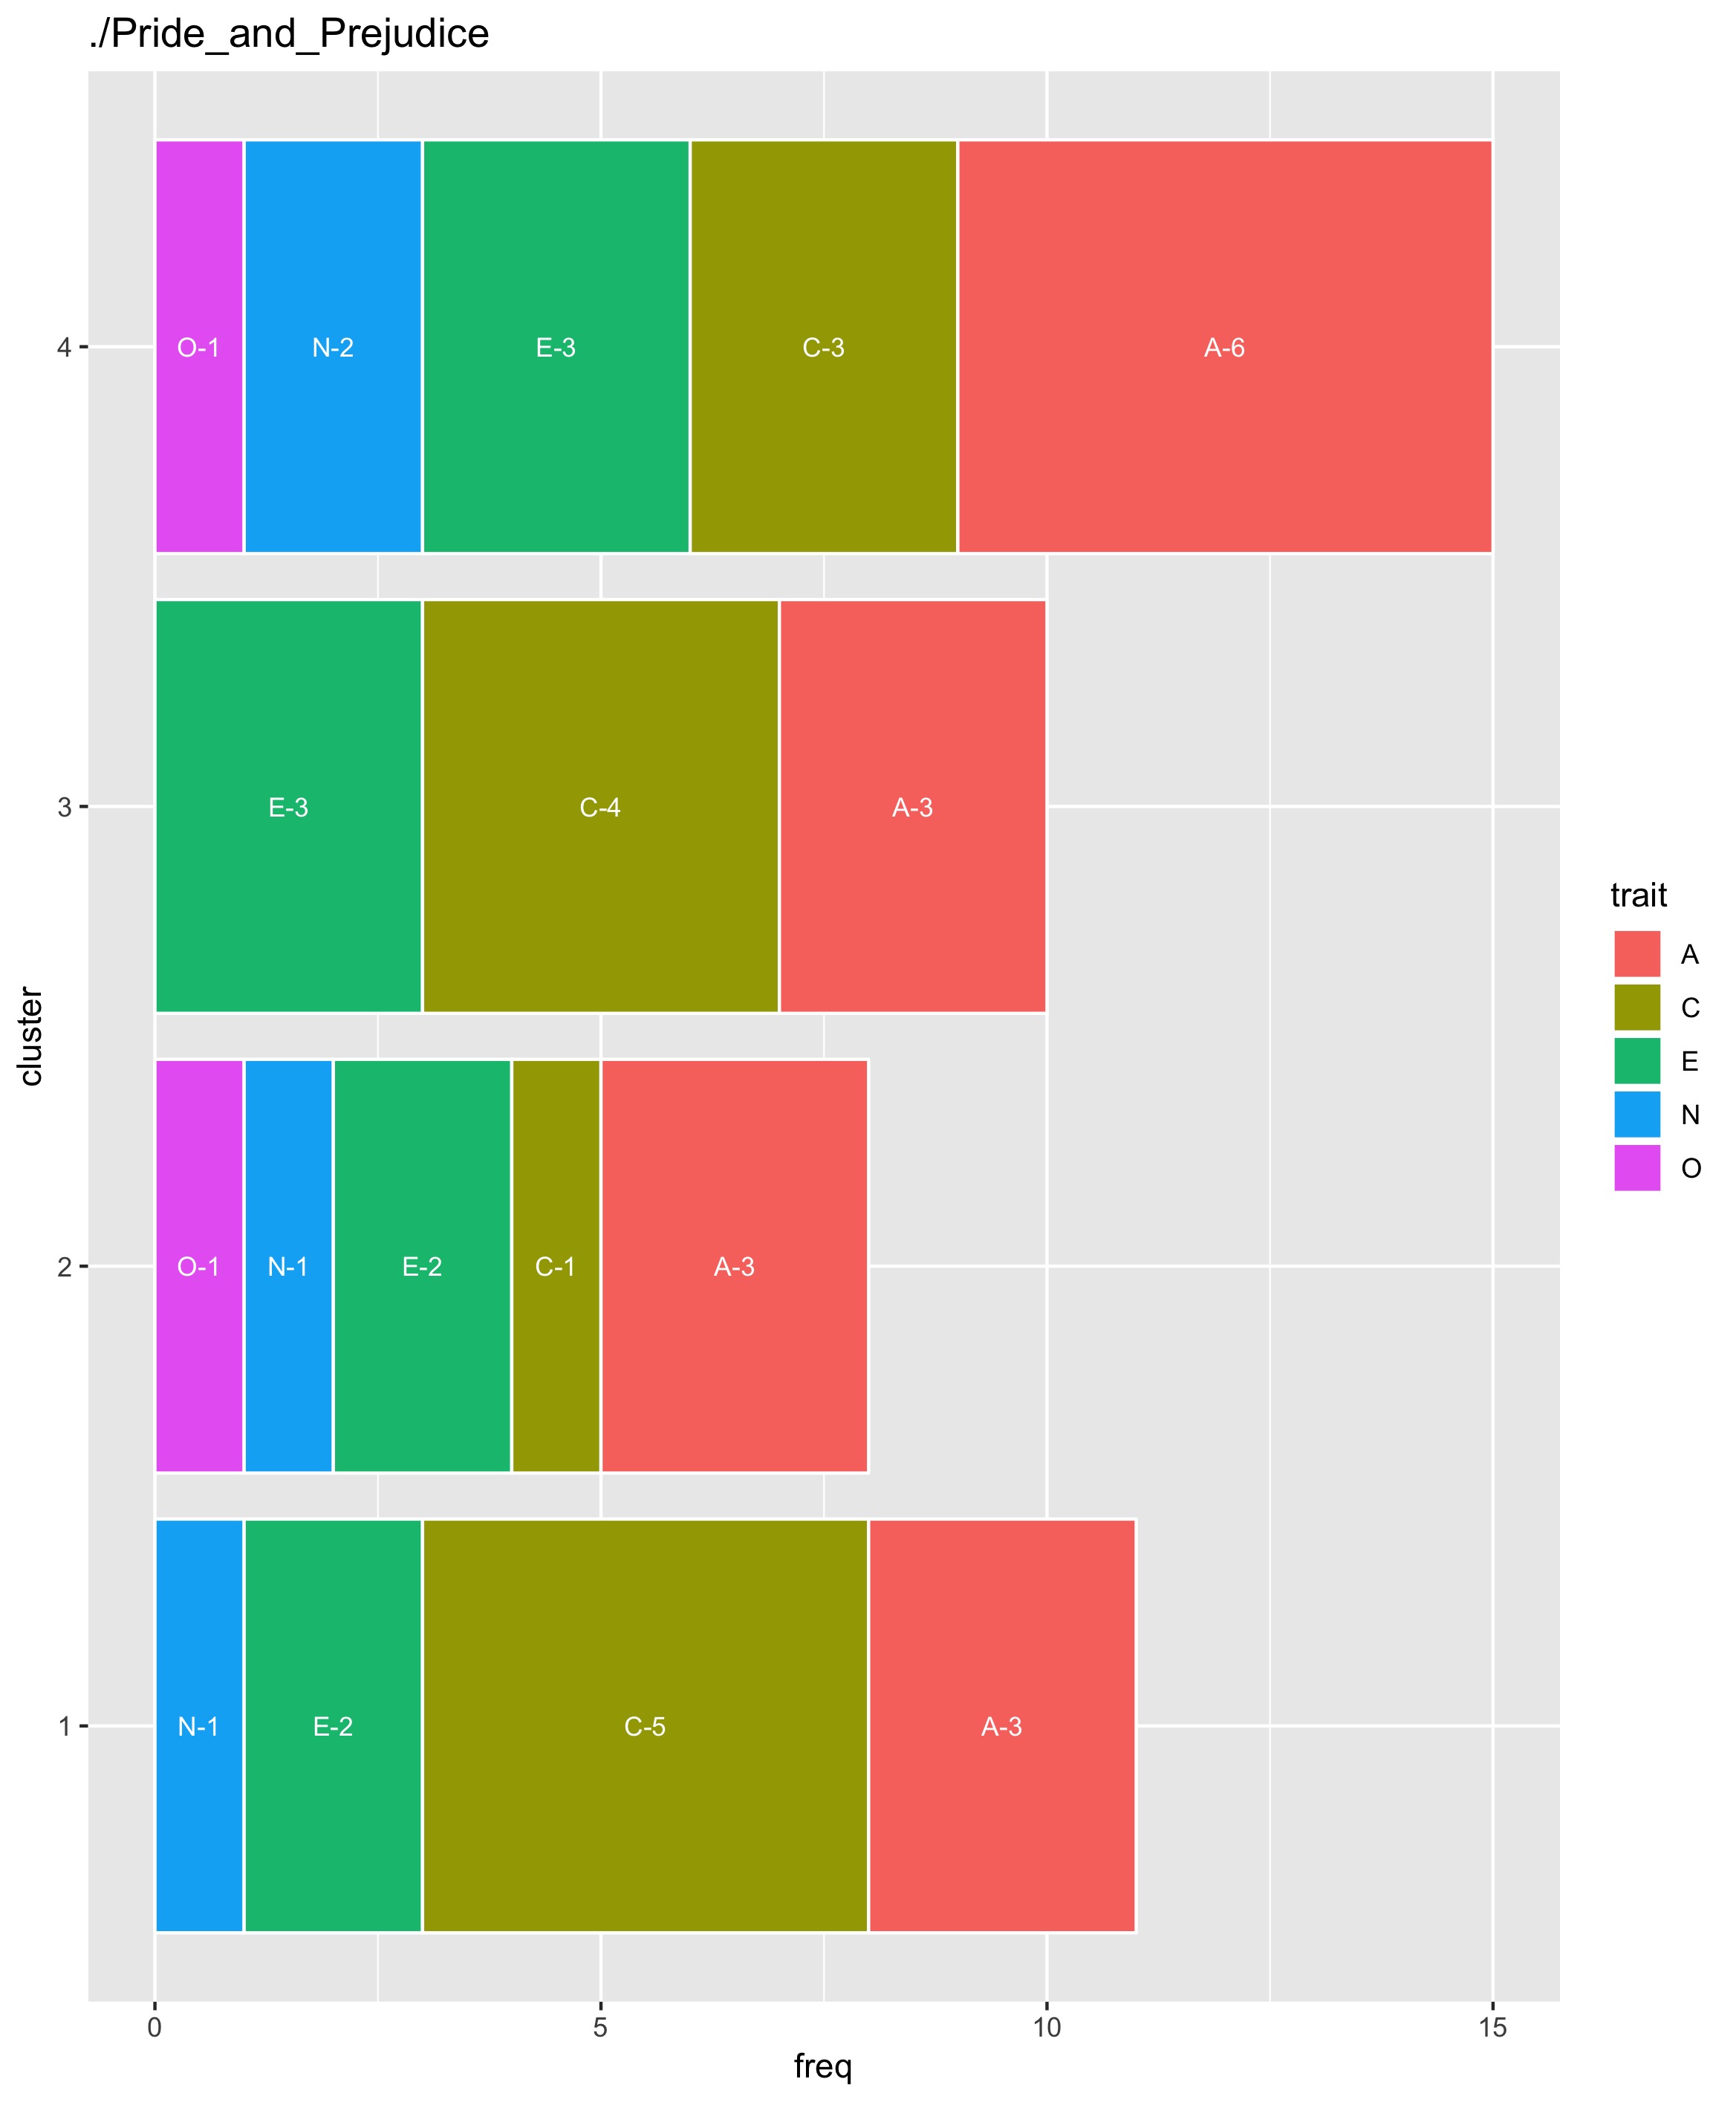 ./Pride_and_Prejudice
4
O-1 N-2 E-3 C-3 A-6
3
E-3 C-4 A-3
2
O-1 N-1 E-2 C-1 A-3
1
N-1 E-2 C-5 A-3
cluster
0 5 10 15
freq
trait
A
C
E
N
O